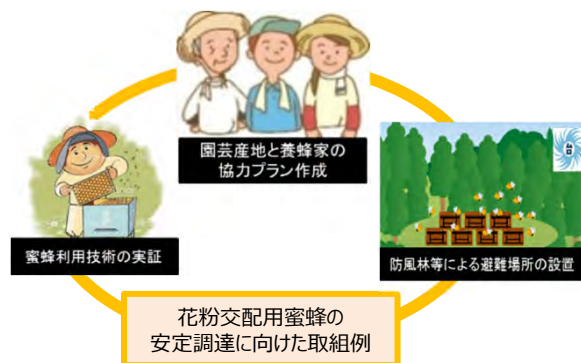 園芸産地と養蜂家の
協力プラン作成
台
蜜蜂利用技術の実証
防風林等による避難場所の設置
花粉交配用蜜蜂の
安定調達に向けた取組例